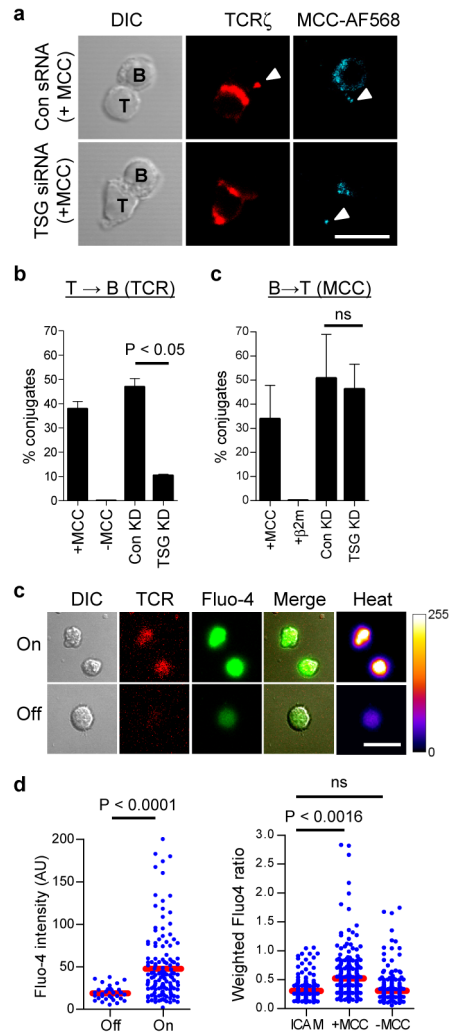 a
DIC
TCRζ
MCC-AF568
Con sRNA
(+ MCC)
B
T
TSG siRNA
(+MCC)
B
T
b
T → B (TCR)
P < 0.05
% conjugates
70
60
50
40
30
20
10
0
+MCC
-MCC
Con KD
TSG KD
c
B→T (MCC)
ns
% conjugates
70
60
50
40
30
20
10
0
+MCC
+β2m
Con KD
TSG KD
c
DIC
TCR
Fluo-4
Merge
Heat
On
Off
255
0
d
P < 0.0001
Fluo-4 intensity (AU)
200
150
100
50
0
Off
On
ns
P < 0.0016
Weighted Fluo4 ratio
3.0
2.5
2.0
1.5
1.0
0.5
0.0
ICAM
+MCC
-MCC